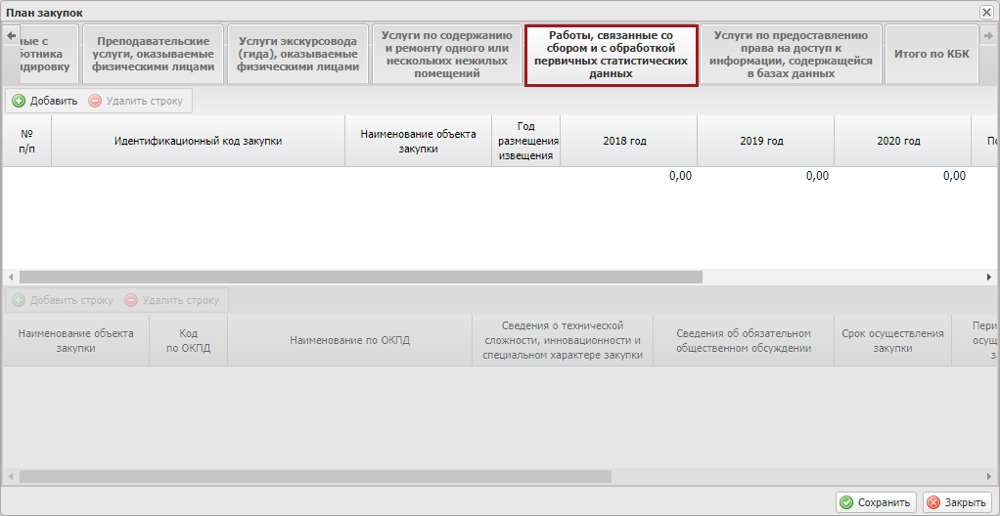 План закупок
ные с
ботника
ндировку
Преподавательские
услуги, оказываемые
физическими лицами
Услуги экскурсовода
(гида), оказываемые
физическими лицами
Услуги по содержанию
и ремонту одного или
нескольких нежилых
помещений
Работы, связанные со
сбором и с обработкой
первичных статистических
данных
Услуги по предоставлению
права на доступ к
информации, содержащейся
в базах данных
Итого по КБК
Добавить
Удалить строку
№
п/п
Идентификационный код закупки
Наименование объекта
закупки
Год
размещения
извещения
2018 год
2019 год
2020 год
По
0,00
0,00
0,00
Добавить строку
Удалить строку
Наименование объекта
закупки
Код
по ОКПД
Наименование по ОКПД
Сведения о технической
сложности, инновационности и
специальном характере закупки
Сведения об обязательном
общественном обсуждении
Срок осуществления
закупки
Пери
осущ
з
Сохранить
Закрыть